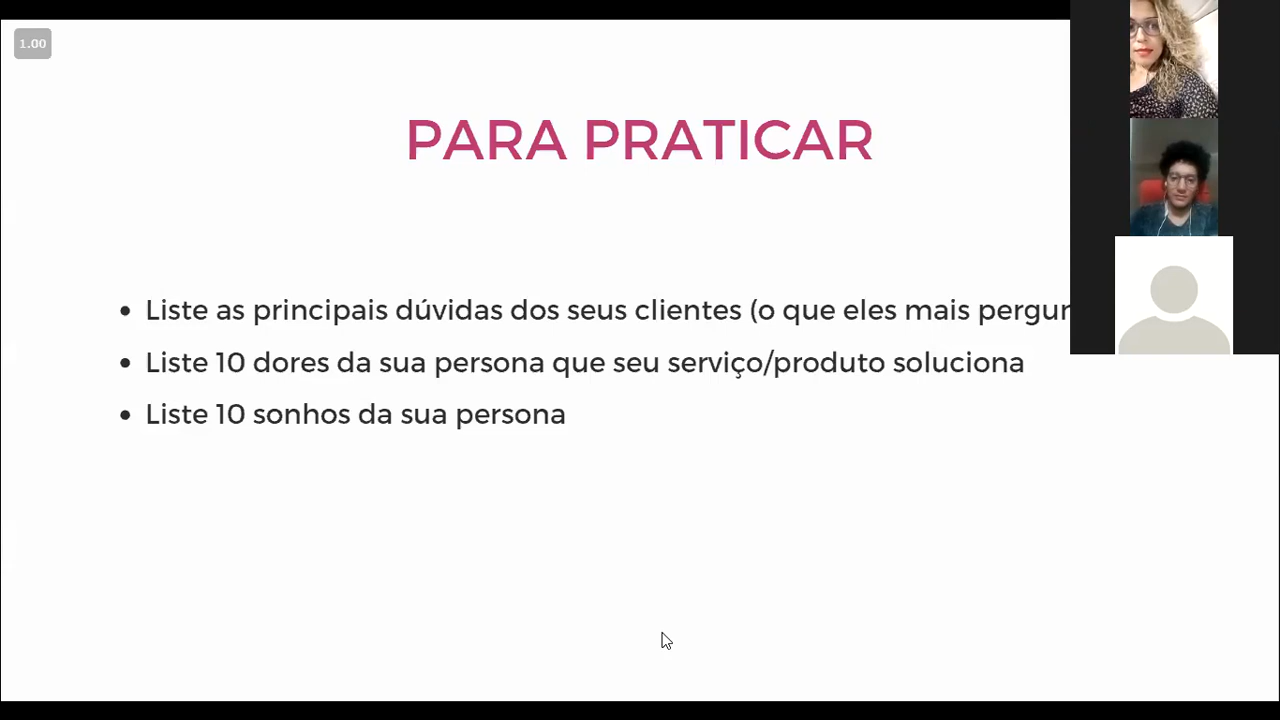 1.00
PARA PRATICAR
Liste as principais dúvidas dos seus clientes (o que eles mais
Liste 10 dores da sua persona que seu serviço/produto soluciona
Liste 10 sonhos da sua persona